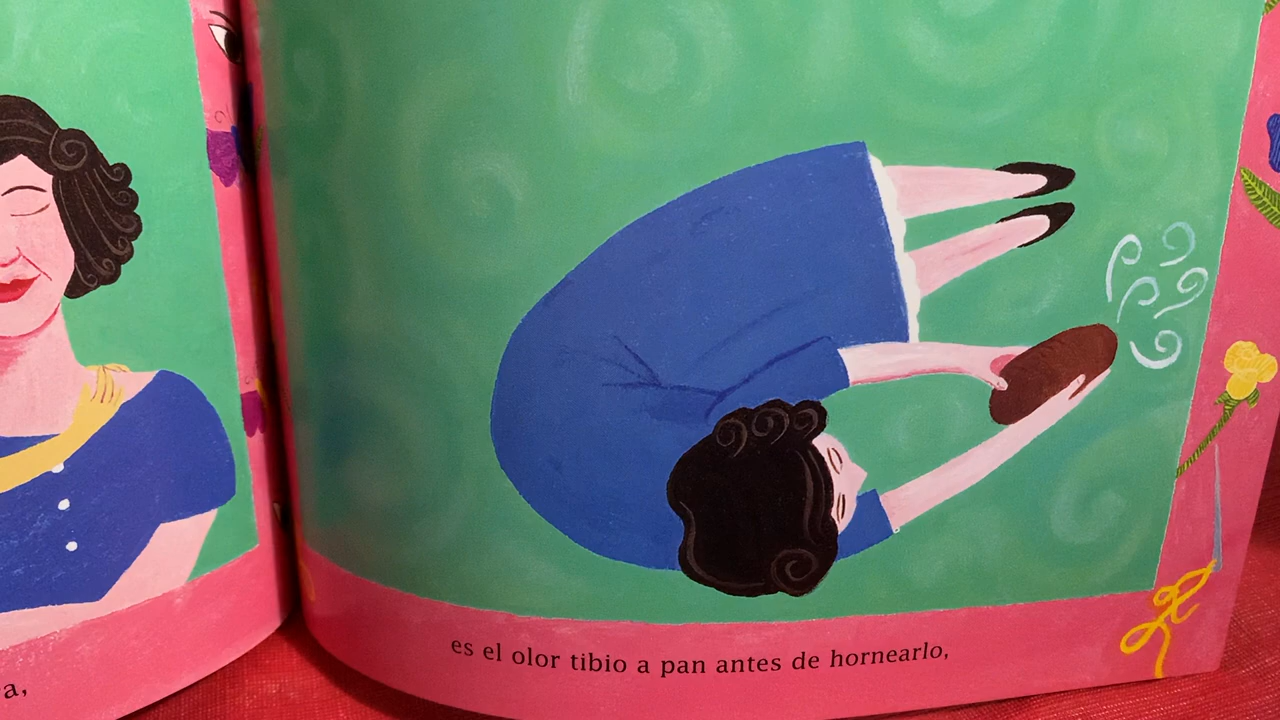 a,
es el olor tibio a pan antes de hornearlo,